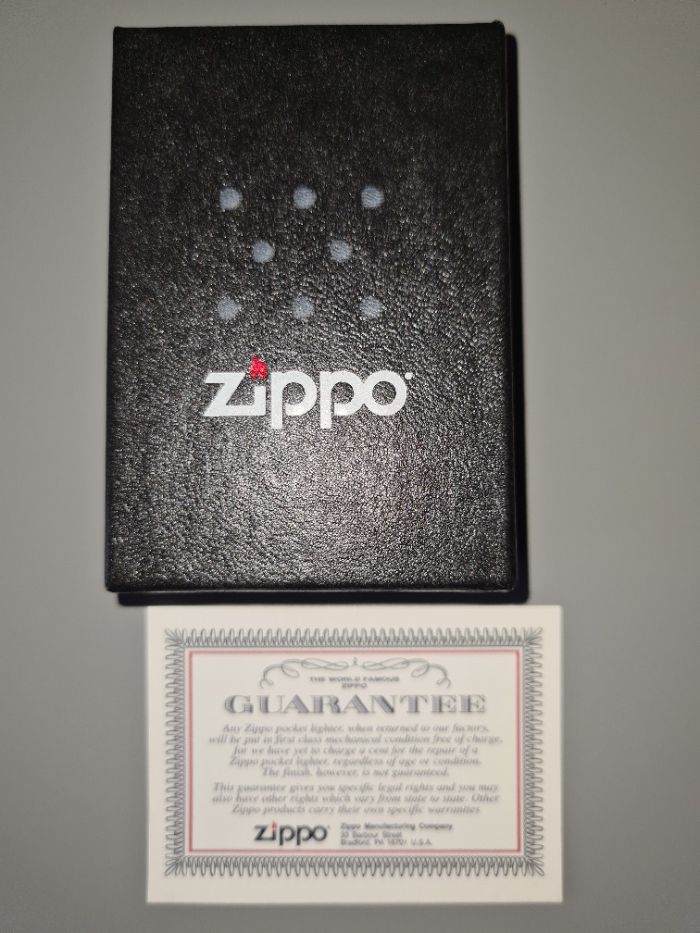 zippo
THE WORLD FAMOUS
ZIPPO
GUARANTEE
Any Zippo pocket lighter, when returned to our factory,
will be put in first class mechanical condition free of charge,
for we have yet to charge a cent for the repair of a
Zippo pocket lighter, regardless of age or condition.
The finish, however, is not guaranteed.
This guarantee gives you specific legal rights and you may
also have other rights which vary from state to state. Other
Zippo products carry their own specific warranties
zippo
Zippo Manufacturing Company
33 Barbour Street
Bradford, PA 16701 U.S.A.